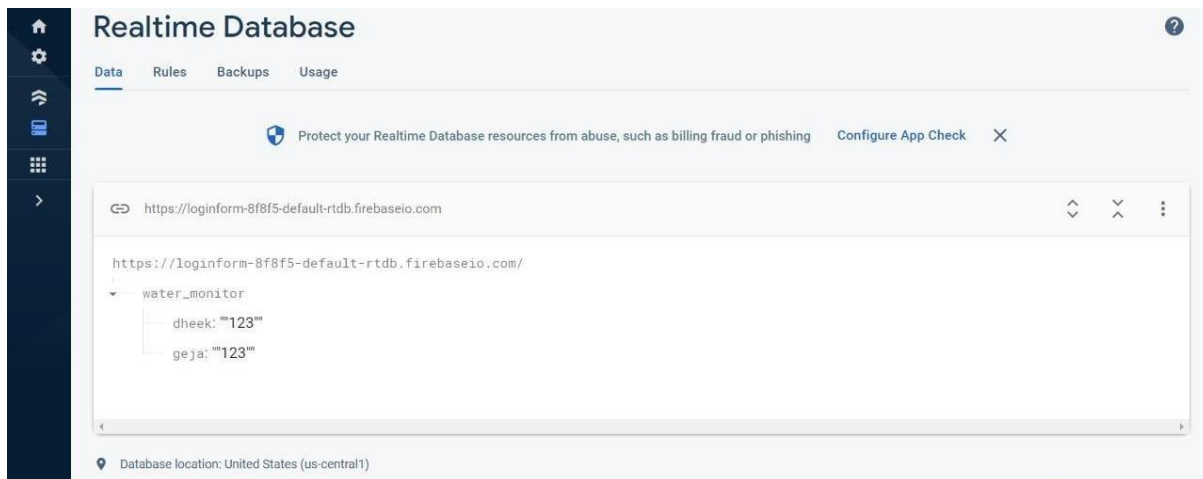 Realtime Database
Data Rules Backups Usage
Protect your Realtime Database resources from abuse, such as billing fraud or phishing Configure App Check
https://loginform-8f8f5-default-rtdb.firebaseio.com
https://loginform-8f8f5-default-rtdb.firebaseio.com/
water_monitor
dheek: ""123""
geja: ""123""
Database location: United States (us-central1)